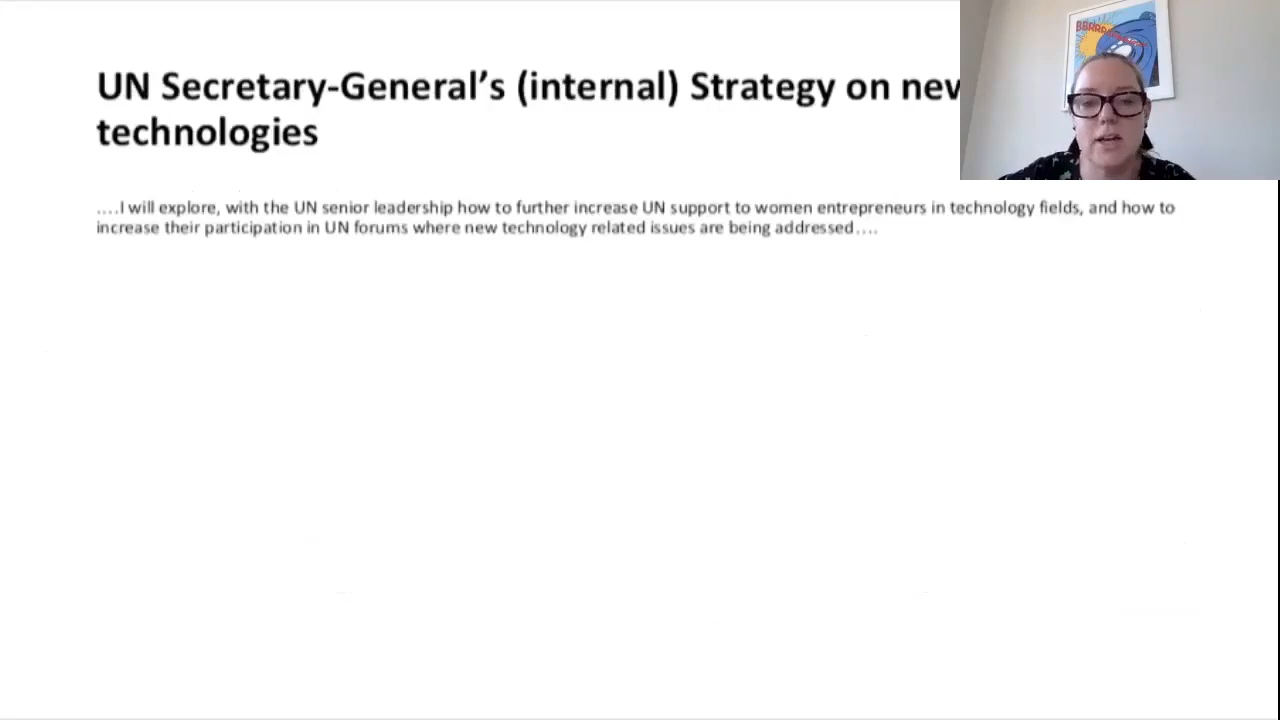 UN Secretary-General’s (internal) Strategy on new
technologies
....I will explore, with the UN senior leadership how to further increase UN support to women entrepreneurs in technology fields, and how to
increase their participation in UN forums where new technology related issues are being addressed....